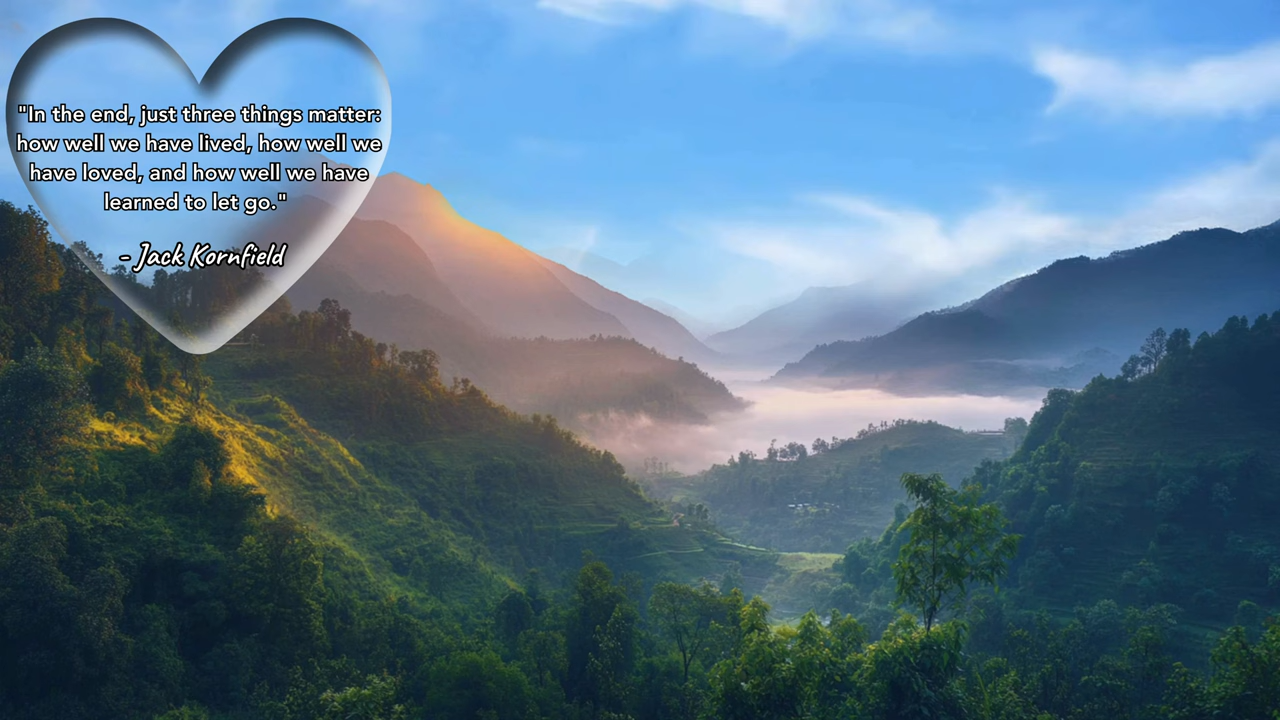 "In the end, just three things matter:
how well we have lived, how well we
have loved, and how well we have
learned to let go."
- Jack Kornfield